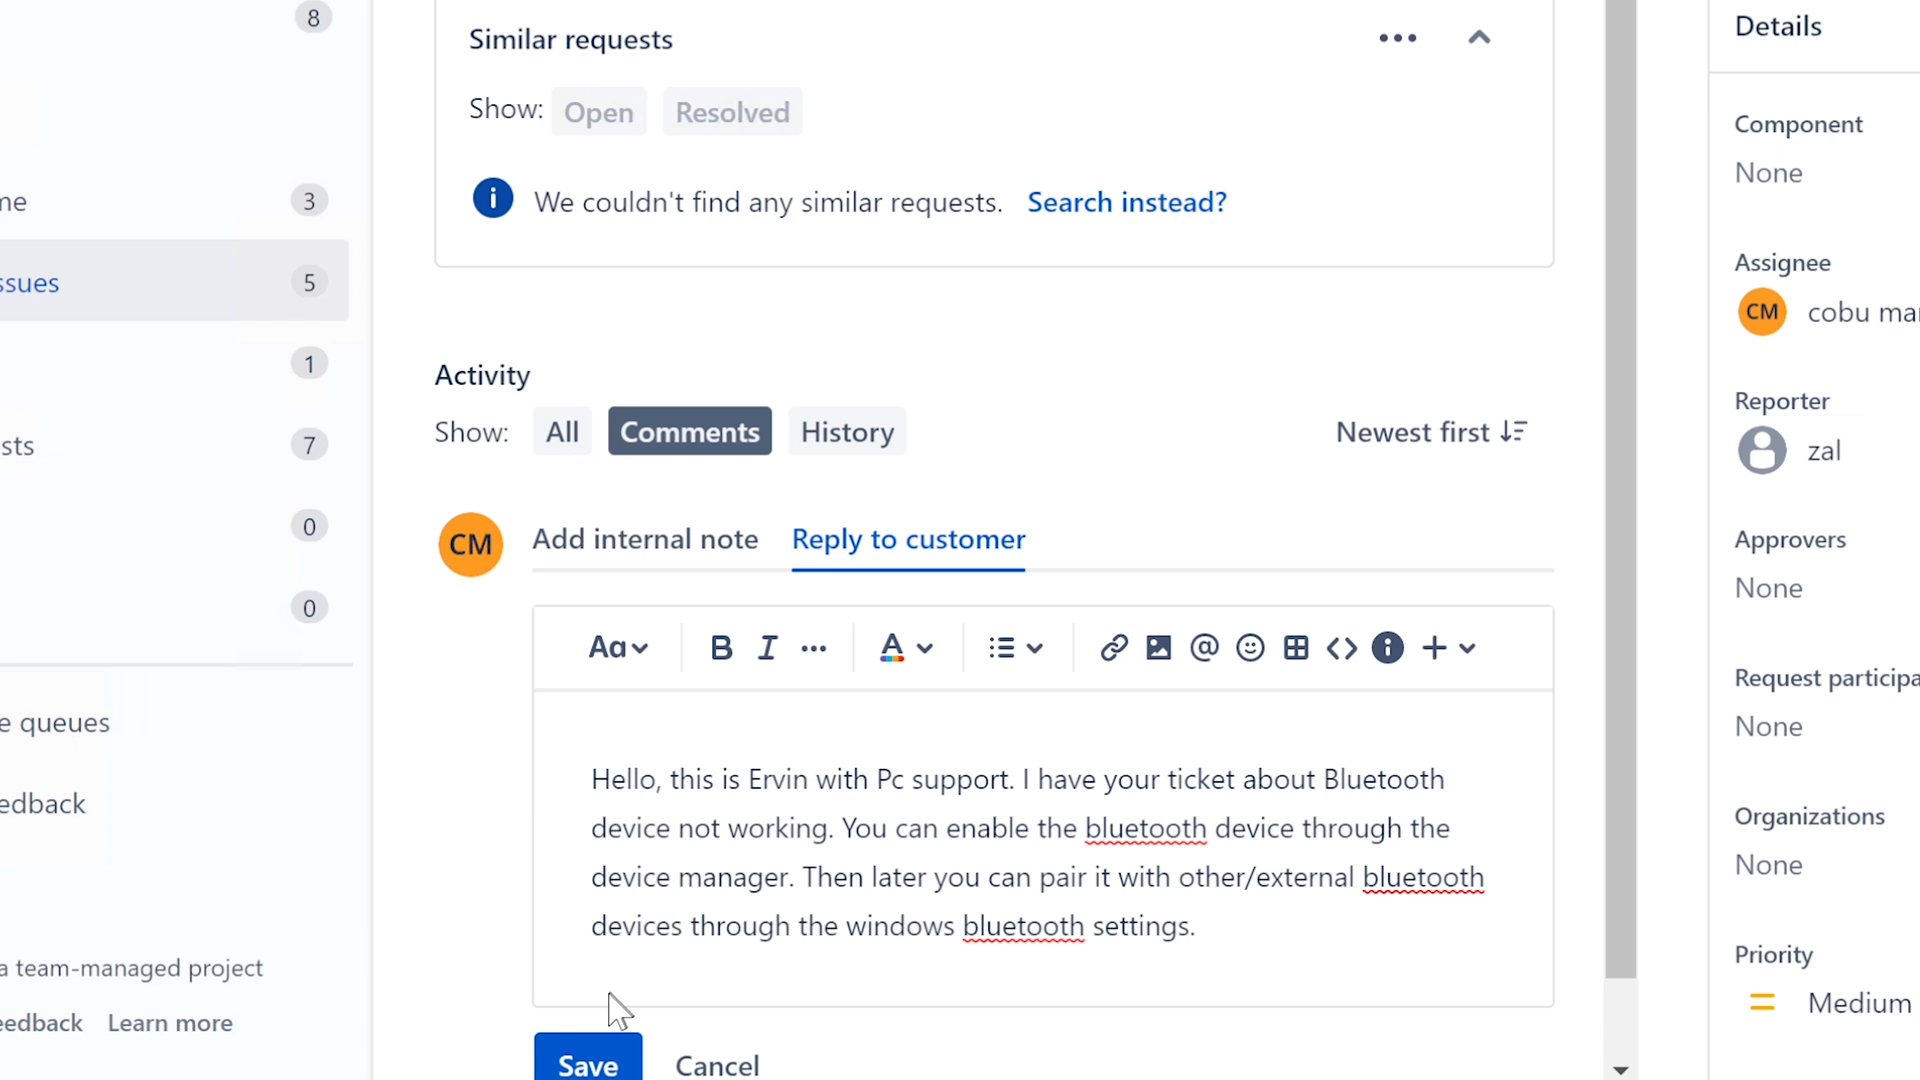 8
me
3
ssues
5
1
sts
7
0
0
e queues
edback
a team-managed project
eedback Learn more
Similar requests
Show: Open Resolved
We couldn't find any similar requests. Search instead?
Activity
Show: All Comments History
Newest first
CM
Add internal note Reply to customer
Aa B I ... A @ <> i +
Hello, this is Ervin with Pc support. I have your ticket about Bluetooth
device not working. You can enable the bluetooth device through the
device manager. Then later you can pair it with other/external bluetooth
devices through the windows bluetooth settings.
Save Cancel
Details
Component
None
Assignee
CM cobu mar
Reporter
zal
Approvers
None
Request participa
None
Organizations
None
Priority
Medium